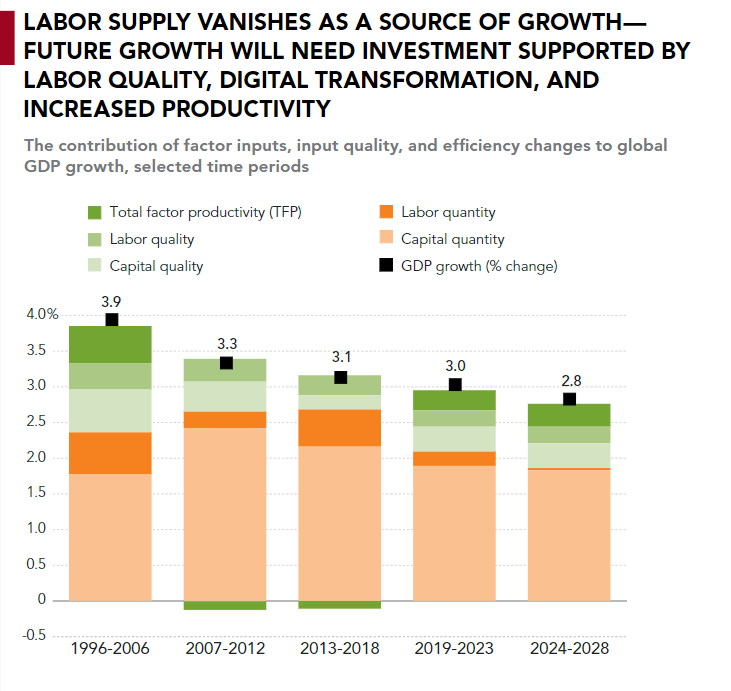 LABOR SUPPLY VANISHES AS A SOURCE OF GROWTH—
FUTURE GROWTH WILL NEED INVESTMENT SUPPORTED BY
LABOR QUALITY, DIGITAL TRANSFORMATION, AND
INCREASED PRODUCTIVITY
The contribution of factor inputs, input quality, and efficiency changes to global
GDP growth, selected time periods
Total factor productivity (TFP)
Labor quantity
Labor quality
Capital quantity
Capital quality
GDP growth (% change)
3.9
3.3
3.1
3.0
2.8
4.0%
3.5
3.0
2.5
2.0
1.5
1.0
0.5
0
-0.5
1996-2006
2007-2012
2013-2018
2019-2023
2024-2028